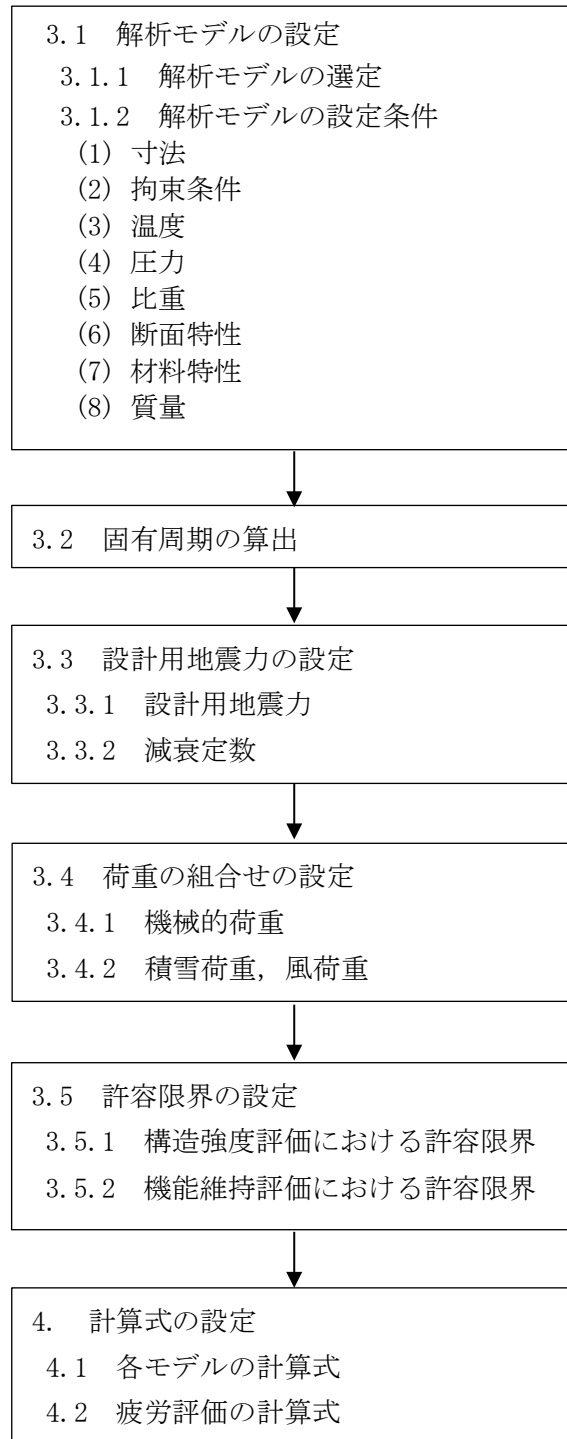 3.1　解析モデルの設定
3.1.1　解析モデルの選定
3.1.2　解析モデルの設定条件
(1) 寸法
(2) 拘束条件
(3) 温度
(4) 圧力
(5) 比重
(6) 断面特性
(7) 材料特性
(8) 質量
3.2　固有周期の算出
3.3　設計用地震力の設定
3.3.1　設計用地震力
3.3.2　減衰定数
3.4　荷重の組合せの設定
3.4.1　機械的荷重
3.4.2　積雪荷重，風荷重
3.5　許容限界の設定
3.5.1　構造強度評価における許容限界
3.5.2　機能維持評価における許容限界
4.　計算式の設定
4.1　各モデルの計算式
4.2　疲労評価の計算式